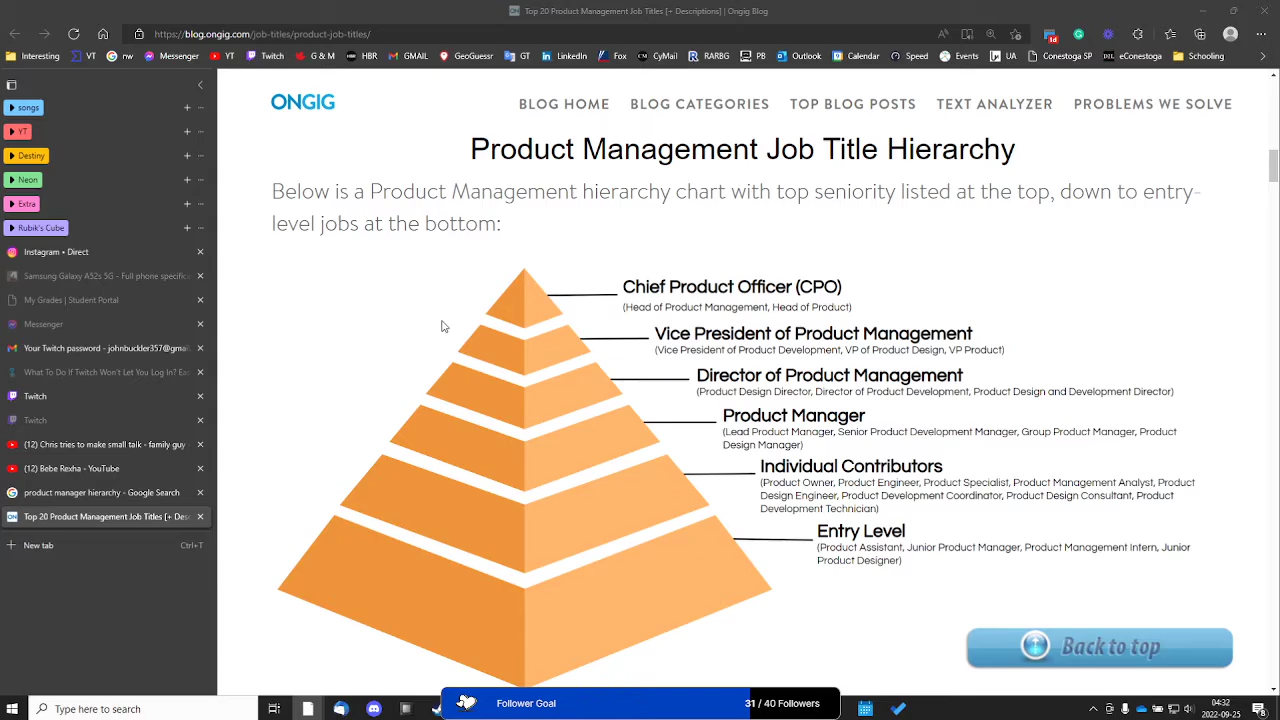 Top 20 Product Management Job Titles [+ Descriptions] | Ongig Blog
https://blog.ongig.com/job-titles/product-job-titles/
Interesting VT G nw Messenger YT Twitch G & M HBR GMAIL GeoGuessr GT LinkedIn Fox CyMail RARBG PB Outlook Calendar Speed Events UA Conestoga SP eConestoga Schooling
songs
YT
Destiny
Neon
Extra
Rubik's Cube
Instagram • Direct
Samsung Galaxy A52s 5G - Full phone specific
My Grades | Student Portal
Messenger
Your Twitch password - johnbuckler357@gmai
What To Do If Twitch Won't Let You Log In? Eas
Twitch
Twitch
(12) Chris tries to make small talk - family guy
(12) Bebe Rexha - YouTube
product manager hierarchy - Google Search
Top 20 Product Management Job Titles [+ Desc
New tab Ctrl+T
ONGIG
BLOG HOME BLOG CATEGORIES TOP BLOG POSTS TEXT ANALYZER PROBLEMS WE SOLVE
Product Management Job Title Hierarchy
Below is a Product Management hierarchy chart with top seniority listed at the top, down to entry-
level jobs at the bottom:
Chief Product Officer (CPO)
(Head of Product Management, Head of Product)
Vice President of Product Management
(Vice President of Product Development, VP of Product Design, VP Product)
Director of Product Management
(Product Design Director, Director of Product Development, Product Design and Development Director)
Product Manager
(Lead Product Manager, Senior Product Development Manager, Group Product Manager, Product
Design Manager)
Individual Contributors
(Product Owner, Product Engineer, Product Specialist, Product Management Analyst, Product
Design Engineer, Product Development Coordinator, Product Design Consultant, Product
Development Technician)
Entry Level
(Product Assistant, Junior Product Manager, Product Management Intern, Junior
Product Designer)
Back to top
Type here to search
Follower Goal 31 / 40 Followers
04:32
2022-09-25